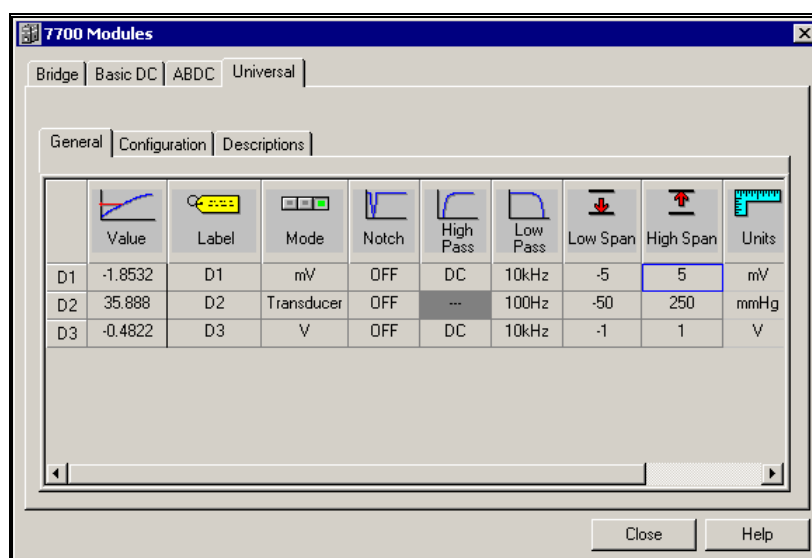 7700 Modules
Bridge Basic DC ABDC Universal
General Configuration Descriptions
Value Label Mode Notch High Pass Low Pass Low Span High Span Units
D1 -1.8532 D1 mV OFF DC 10kHz -5 5 mV
D2 35.888 D2 Transducer OFF --- 100Hz -50 250 mmHg
D3 -0.4822 D3 V OFF DC 10kHz -1 1 V
Close Help